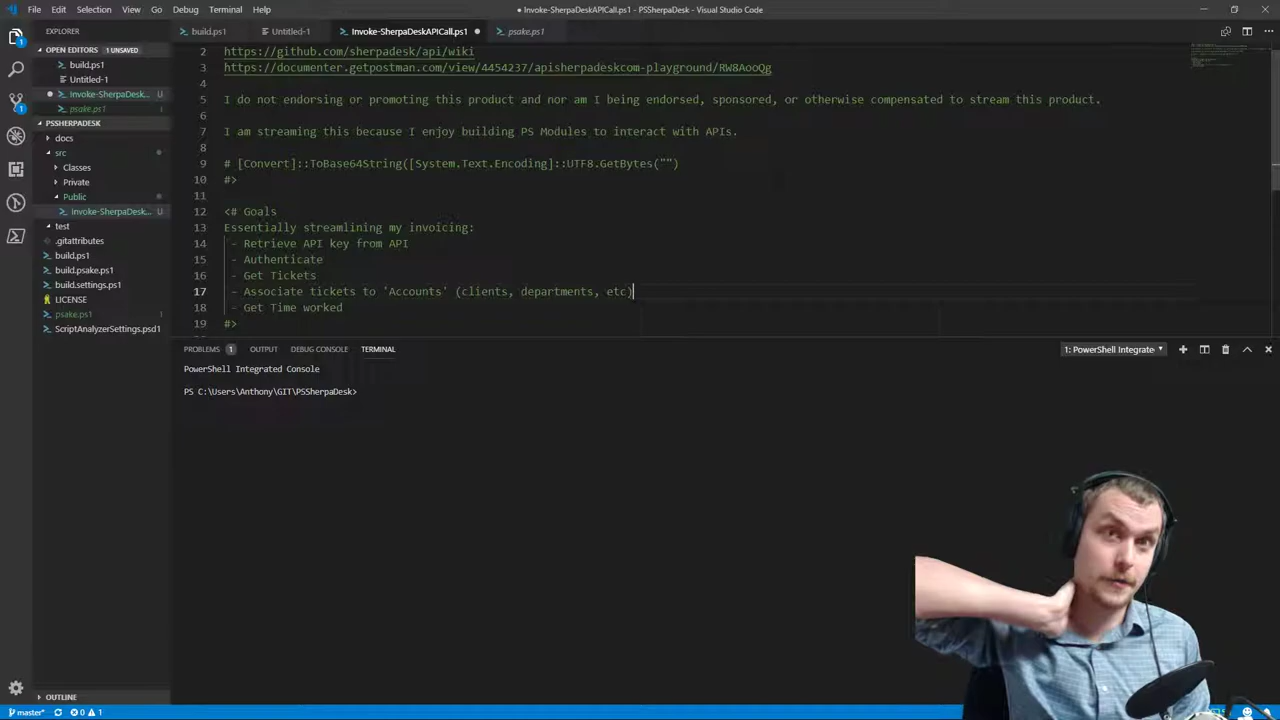 File Edit Selection View Go Debug Terminal Help
● Invoke-SherpaDeskAPICall.ps1 - PSSherpaDesk - Visual Studio Code
EXPLORER
build.ps1
Untitled-1
Invoke-SherpaDeskAPICall.ps1
psake.ps1
OPEN EDITORS 1 UNSAVED
build.ps1
Untitled-1
Invoke-SherpaDesk... U
psake.ps1 1
PSSHERPADESK
docs
src
Classes
Private
Public
Invoke-SherpaDesk... U
test
.gitattributes
build.ps1
build.psake.ps1
build.settings.ps1
LICENSE
psake.ps1 1
ScriptAnalyzerSettings.psd1
OUTLINE
2 https://github.com/sherpadesk/api/wiki
3 https://documenter.getpostman.com/view/4454237/apisherpadeskcom-playground/RW8AooQg
4
5 I do not endorsing or promoting this product and nor am I being endorsed, sponsored, or otherwise compensated to stream this product.
6
7 I am streaming this because I enjoy building PS Modules to interact with APIs.
8
9 # [Convert]::ToBase64String([System.Text.Encoding]::UTF8.GetBytes("")
10 #>
11
12 <# Goals
13 Essentially streamlining my invoicing:
14 - Retrieve API key from API
15 - Authenticate
16 - Get Tickets
17 - Associate tickets to 'Accounts' (clients, departments, etc)
18 - Get Time worked
19 #>
PROBLEMS 1 OUTPUT DEBUG CONSOLE TERMINAL
1: PowerShell Integrate
PowerShell Integrated Console
PS C:\Users\Anthony\GIT\PSSherpaDesk>
master* 0 1